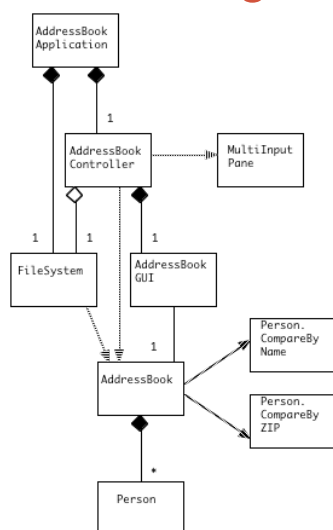 AddressBook
Application
1
AddressBook
Controller
MultiInput
Pane
1
1
1
FileSystem
AddressBook
GUI
Person.
CompareBy
Name
1
AddressBook
Person.
CompareBy
ZIP
*
Person